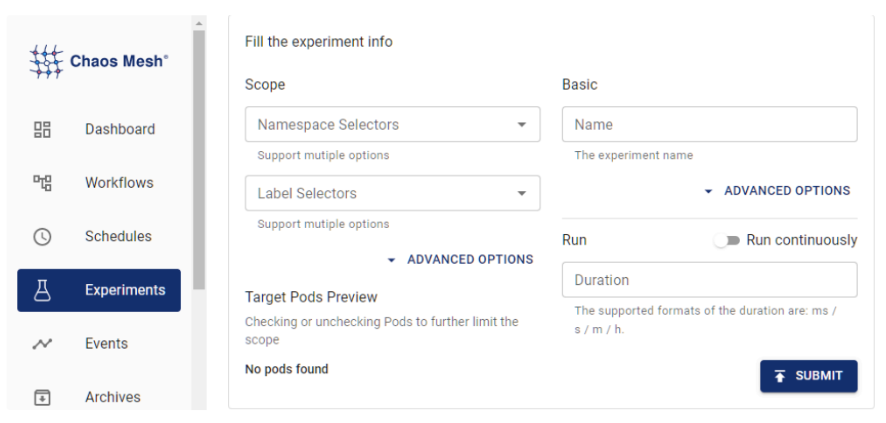 Chaos Mesh®
Dashboard
Workflows
Schedules
Experiments
Events
Archives
Fill the experiment info
Scope
Namespace Selectors
Support mutiple options
Label Selectors
Support mutiple options
ADVANCED OPTIONS
Target Pods Preview
Checking or unchecking Pods to further limit the
scope
No pods found
Basic
Name
The experiment name
ADVANCED OPTIONS
Run
Run continuously
Duration
The supported formats of the duration are: ms /
s / m / h.
SUBMIT